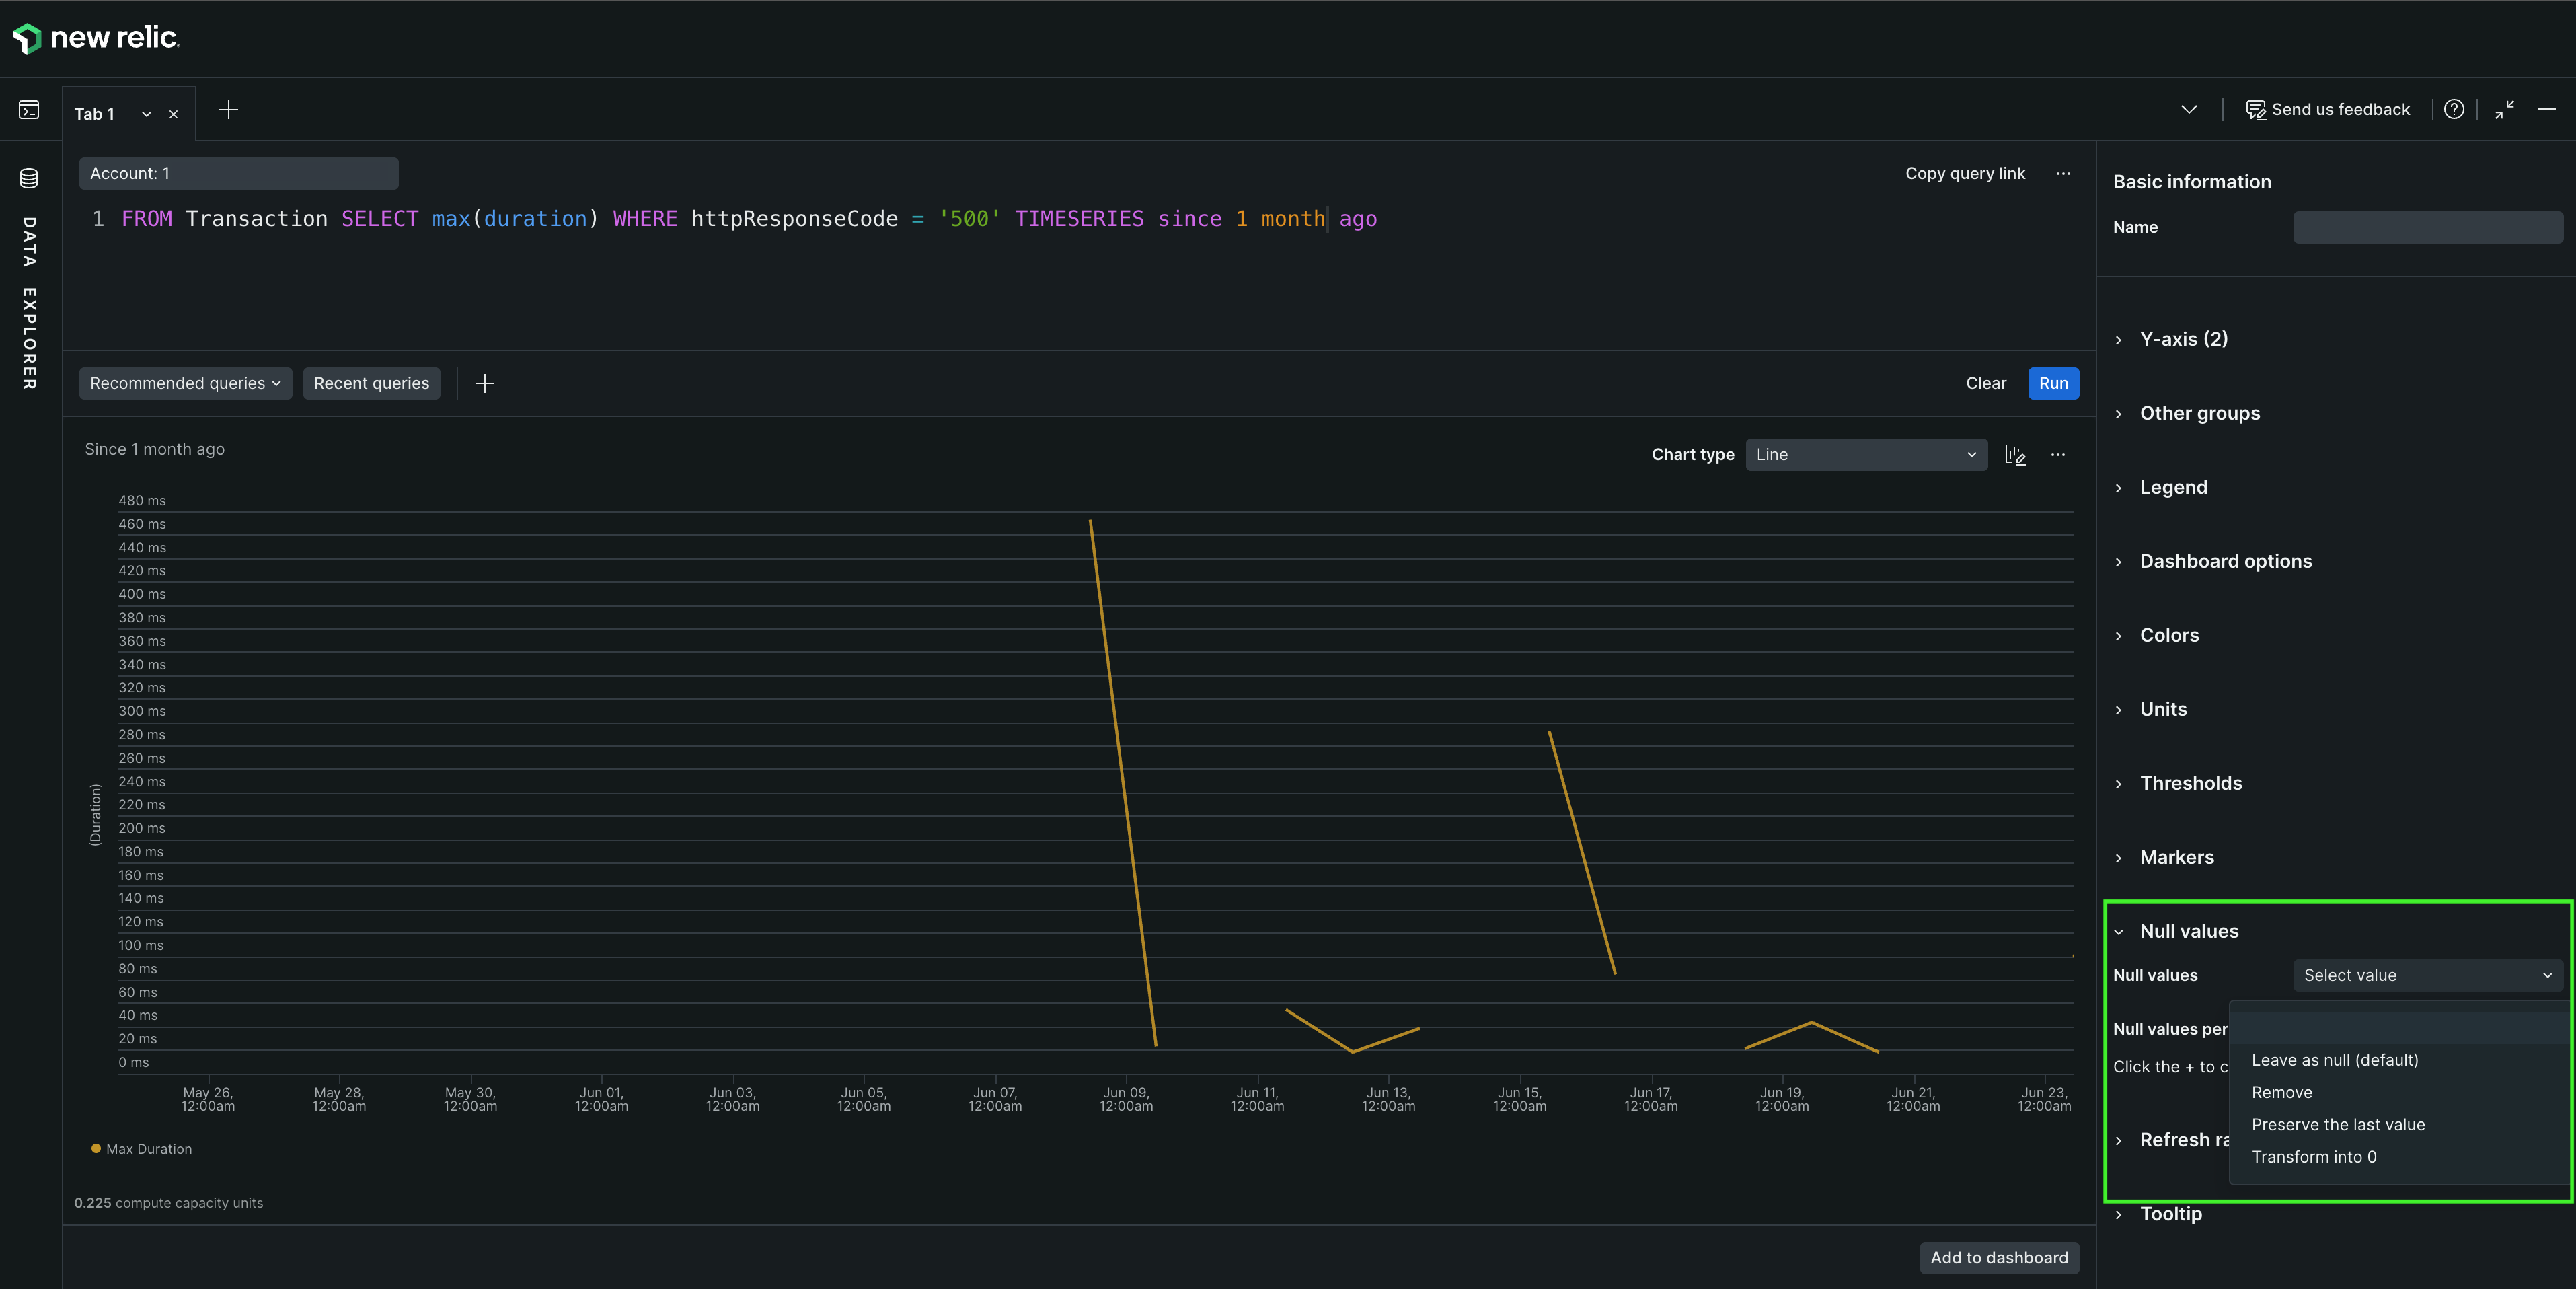 new relic.
Tab 1
Send us feedback
DATA EXPLORER
Account: 1
Copy query link
1 FROM Transaction SELECT max(duration) WHERE httpResponseCode = '500' TIMESERIES since 1 month ago
Recommended queries
Recent queries
Clear
Run
Since 1 month ago
Chart type
Line
480 ms
460 ms
440 ms
420 ms
400 ms
380 ms
360 ms
340 ms
320 ms
300 ms
280 ms
260 ms
240 ms
220 ms
200 ms
180 ms
160 ms
140 ms
120 ms
100 ms
80 ms
60 ms
40 ms
20 ms
0 ms
(Duration)
May 26, 12:00am
May 28, 12:00am
May 30, 12:00am
Jun 01, 12:00am
Jun 03, 12:00am
Jun 05, 12:00am
Jun 07, 12:00am
Jun 09, 12:00am
Jun 11, 12:00am
Jun 13, 12:00am
Jun 15, 12:00am
Jun 17, 12:00am
Jun 19, 12:00am
Jun 21, 12:00am
Jun 23, 12:00am
Max Duration
0.225 compute capacity units
Add to dashboard
Basic information
Name
Y-axis (2)
Other groups
Legend
Dashboard options
Colors
Units
Thresholds
Markers
Null values
Null values
Select value
Null values per
Click the + to c
Leave as null (default)
Remove
Preserve the last value
Transform into 0
Refresh ra
Tooltip